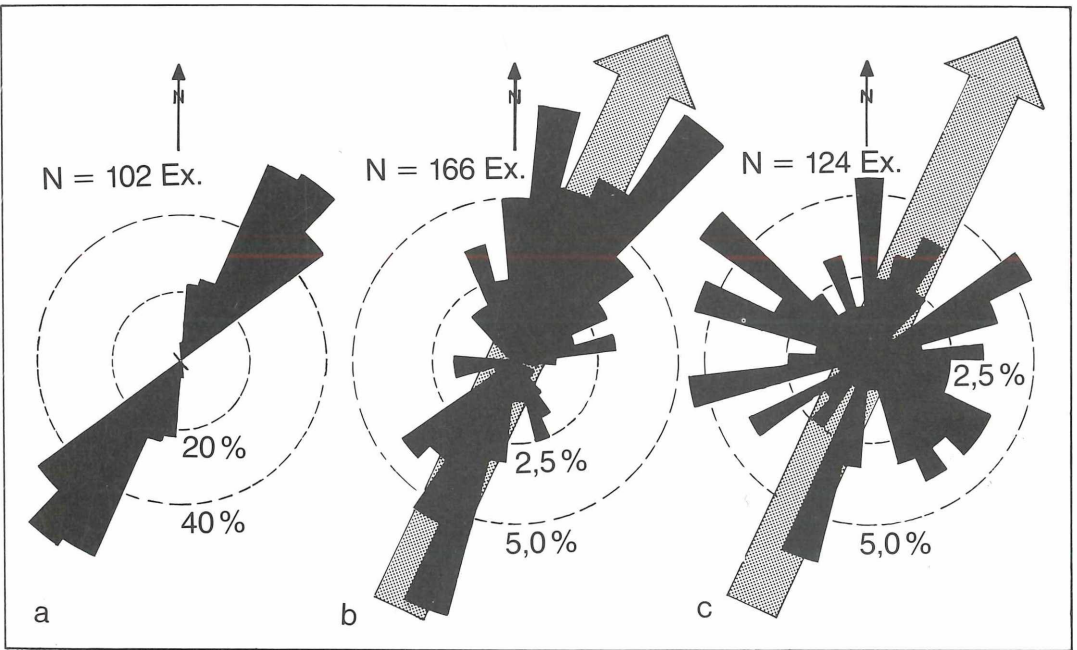 N
N = 102 Ex.
20 %
40 %
a
N
N = 166 Ex.
2,5 %
5,0 %
b
N
N = 124 Ex.
2,5 %
5,0 %
c